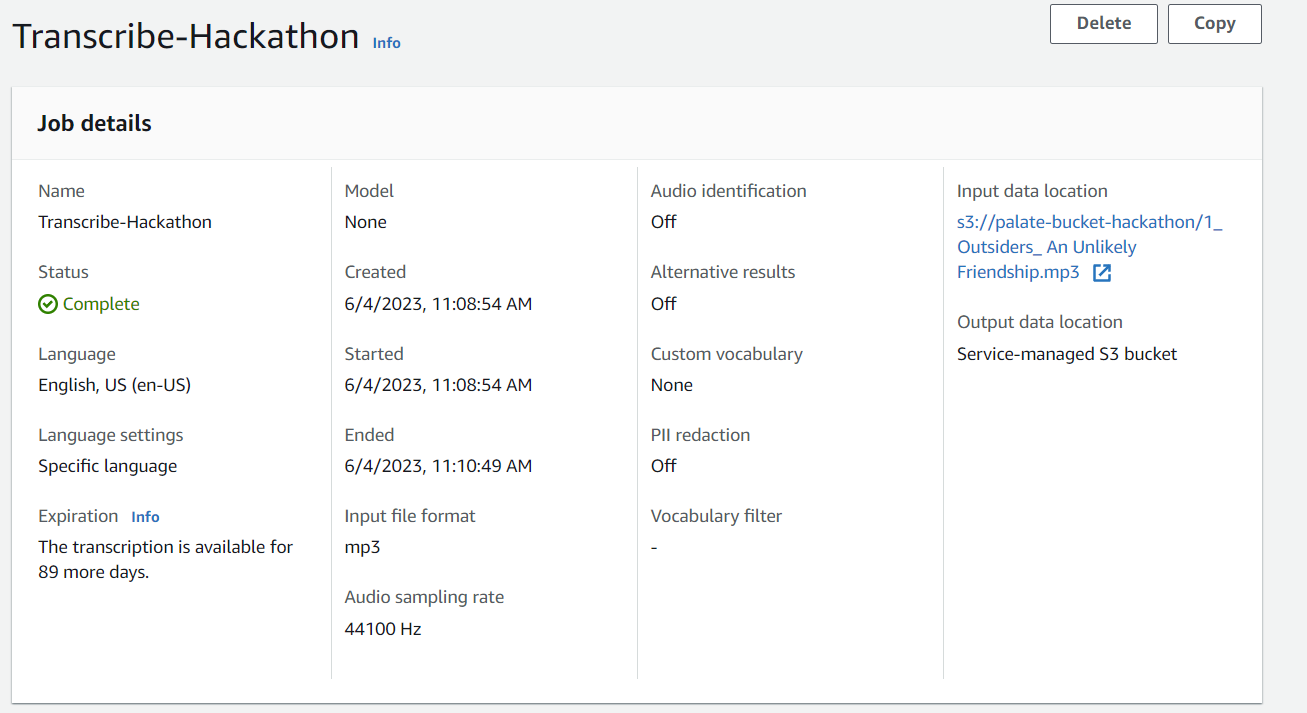 Transcribe-Hackathon Info
Delete
Copy
Job details
Name
Transcribe-Hackathon
Status
Complete
Language
English, US (en-US)
Language settings
Specific language
Expiration Info
The transcription is available for
89 more days.
Model
None
Created
6/4/2023, 11:08:54 AM
Started
6/4/2023, 11:08:54 AM
Ended
6/4/2023, 11:10:49 AM
Input file format
mp3
Audio sampling rate
44100 Hz
Audio identification
Off
Alternative results
Off
Custom vocabulary
None
PII redaction
Off
Vocabulary filter
-
Input data location
s3://palate-bucket-hackathon/1_
Outsiders_ An Unlikely
Friendship.mp3
Output data location
Service-managed S3 bucket